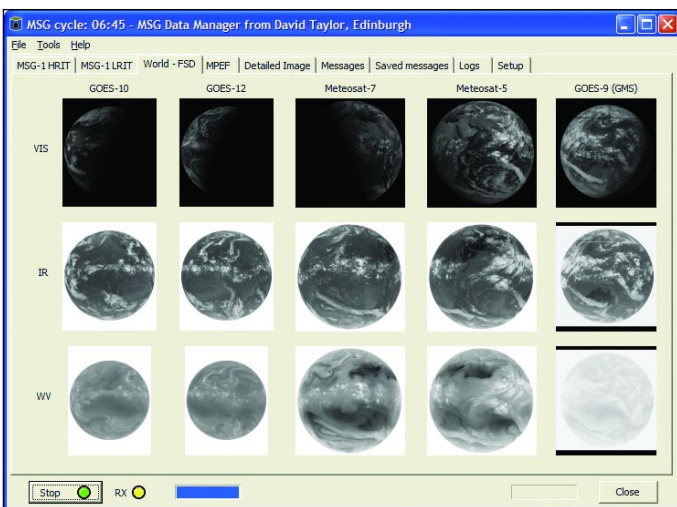 MSG cycle: 06:45 - MSG Data Manager from David Taylor, Edinburgh
File Tools Help
MSG-1 HRIT MSG-1 LRIT World - FSD MPEF Detailed Image Messages Saved messages Logs Setup
GOES-10 GOES-12 Meteosat-7 Meteosat-5 GOES-9 (GMS)
VIS
IR
WV
Stop RX Close